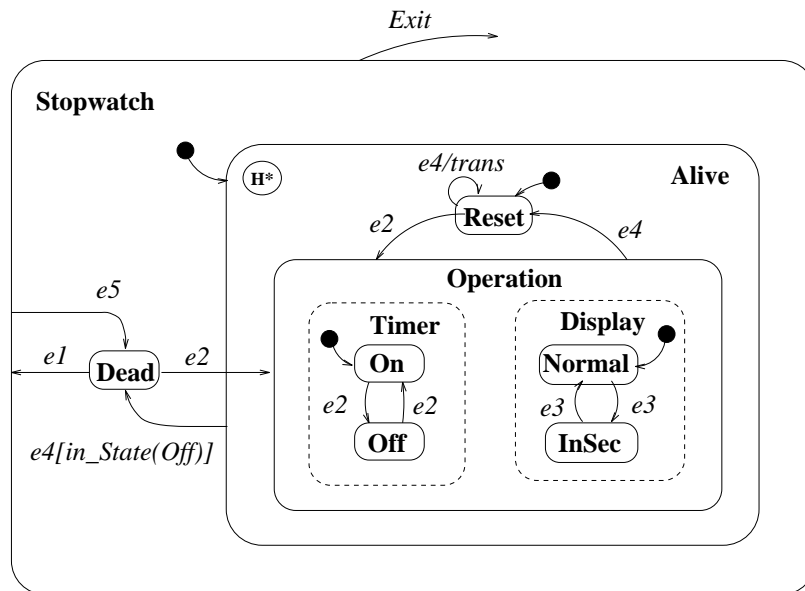 Exit
Stopwatch
H*
e4/trans
Alive
Reset
e2
e4
Operation
e5
Timer
Display
e1
Dead
e2
On
Normal
e2
e2
e3
e3
Off
InSec
e4[in_State(Off)]